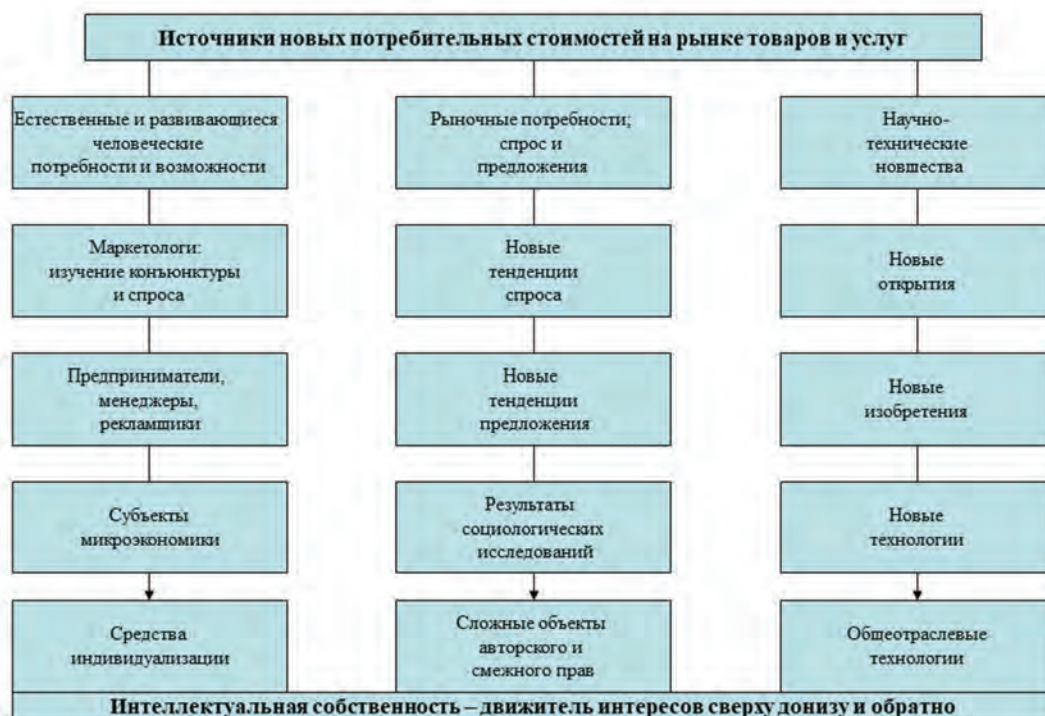 Источники новых потребительных стоимостей на рынке товаров и услуг
Естественные и развивающиеся
человеческие
потребности и возможности
Маркетологи:
изучение конъюнктуры
и спроса
Предприниматели,
менеджеры,
рекламщики
Субъекты
микроэкономики
Средства
индивидуализации
Рыночные потребности;
спрос и
предложения
Новые
тенденции
спроса
Новые
тенденции
предложения
Результаты
социологических
исследований
Сложные объекты
авторского и
смежного прав
Научно-
технические
новшества
Новые
открытия
Новые
изобретения
Новые
технологии
Общеотраслевые
технологии
Интеллектуальная собственность – движитель интересов сверху донизу и обратно